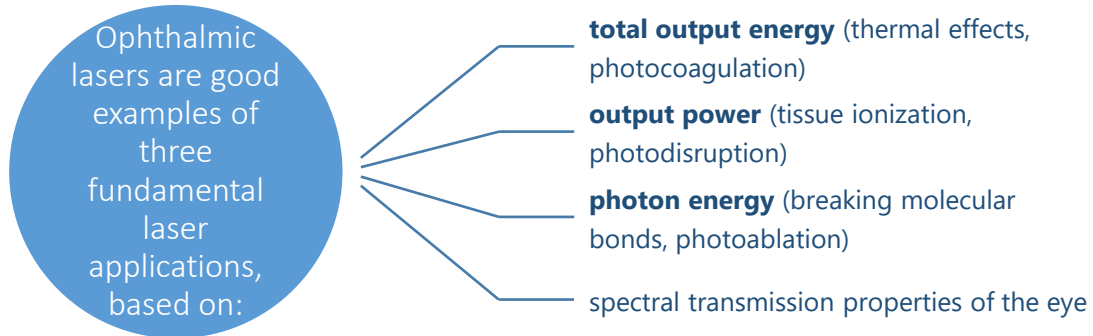 Ophthalmic
lasers are good
examples of
three
fundamental
laser
applications,
based on:
total output energy (thermal effects,
photocoagulation)
output power (tissue ionization,
photodisruption)
photon energy (breaking molecular
bonds, photoablation)
spectral transmission properties of the eye